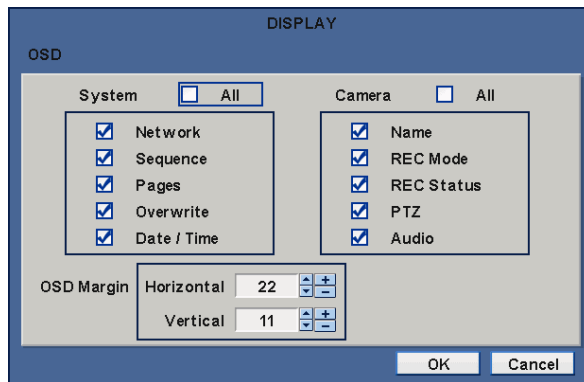 DISPLAY
OSD
System All
Camera All
Network
Sequence
Pages
Overwrite
Date / Time
Name
REC Mode
REC Status
PTZ
Audio
OSD Margin Horizontal 22 + -
Vertical 11 + -
OK Cancel